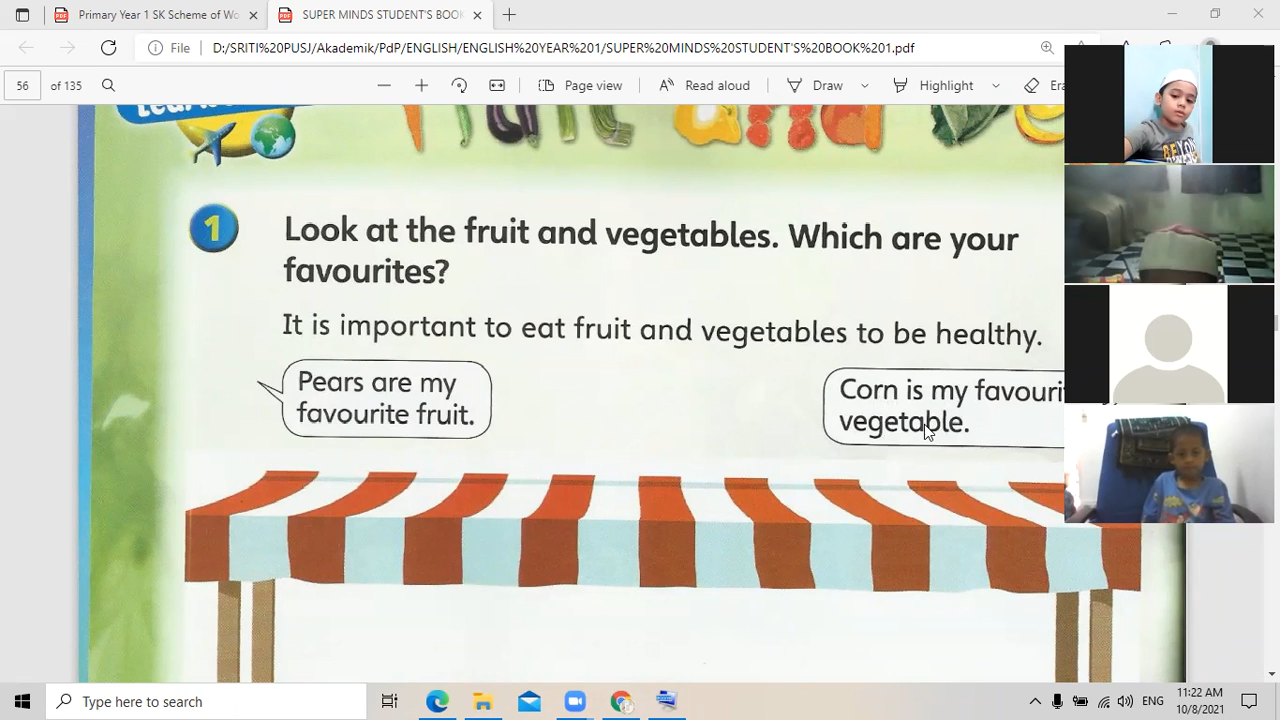 Primary Year 1 SK Scheme of Wo
SUPER MINDS STUDENT'S BOOK
File
D:/SRITI%20PUSJ/Akademik/PdP/ENGLISH/ENGLISH%20YEAR%201/SUPER%20MINDS%20STUDENT'S%20BOOK%201.pdf
56 of 135
Page view
Read aloud
Draw
Highlight
Era
and
1
Look at the fruit and vegetables. Which are your
favourites?
It is important to eat fruit and vegetables to be healthy.
Pears are my
favourite fruit.
Corn is my favouri
vegetable.
Type here to search
ENG
11:22 AM
10/8/2021